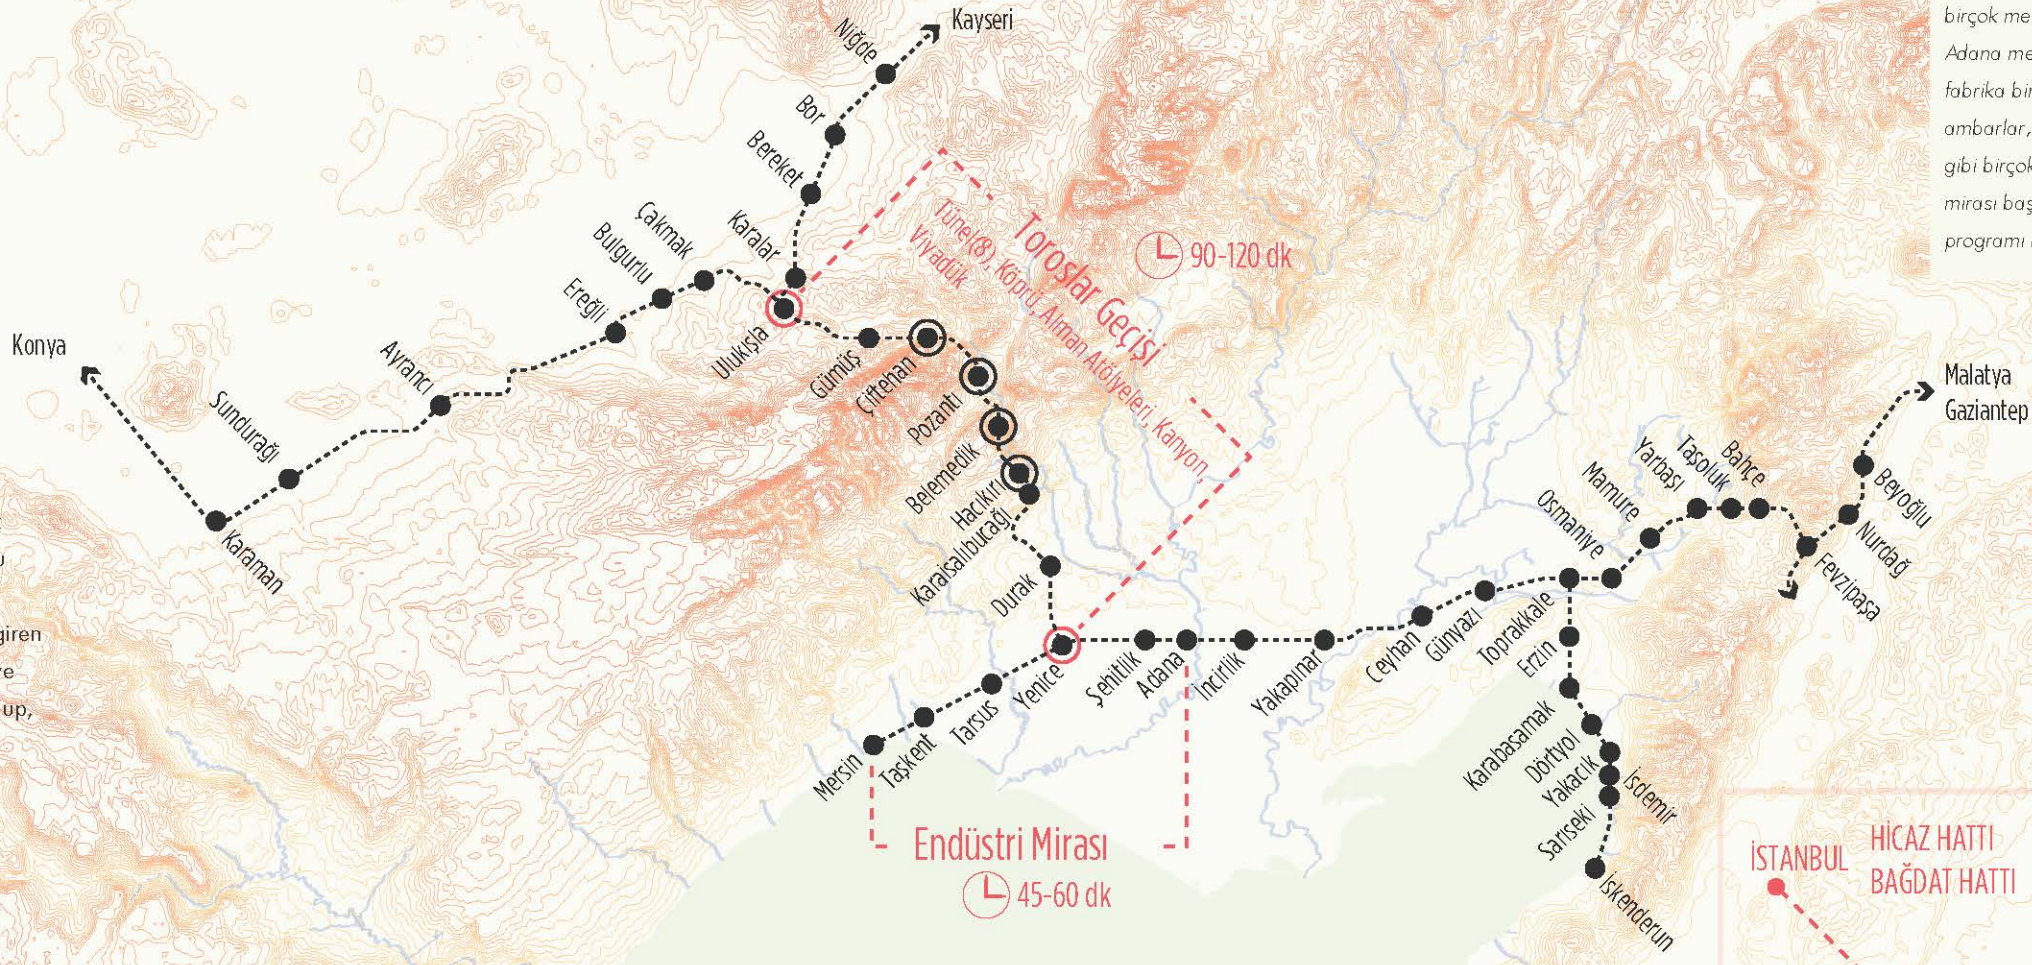 Kayseri
Niğde
Bor
Bereket
Karalar
Çakmak
Bulgurlu
Ereğli
Ulukışla
Konya
Ayrancı
Sundurağı
Karaman
Gümüş
Çiftehan
Pozantı
Belemedik
Hacıkırı
Karaisalıbucağı
Durak
Yenice
Toroslar Geçişi
Tünel(8), Köprü, Alman Atölyeleri, Kanyon,
Viyadük
90-120 dk
Mersin
Taşkent
Tarsus
Şehitlik
Adana
İncirlik
Yakapınar
Ceyhan
Günyazı
Toprakkale
Osmaniye
Mamure
Yarbaşı
Taşoluk
Bahçe
Fevzipaşa
Nurdağ
Beyoğlu
Malatya
Gaziantep
Erzin
Karabasamak
Dörtyol
Yakacık
İsdemir
Sarıseki
İskenderun
Endüstri Mirası
45-60 dk
İSTANBUL
HİCAZ HATTI
BAĞDAT HATTI
birçok me
Adana me
fabrika bir
ambarlar,
gibi birçok
mirası baş
programı
giren
up,